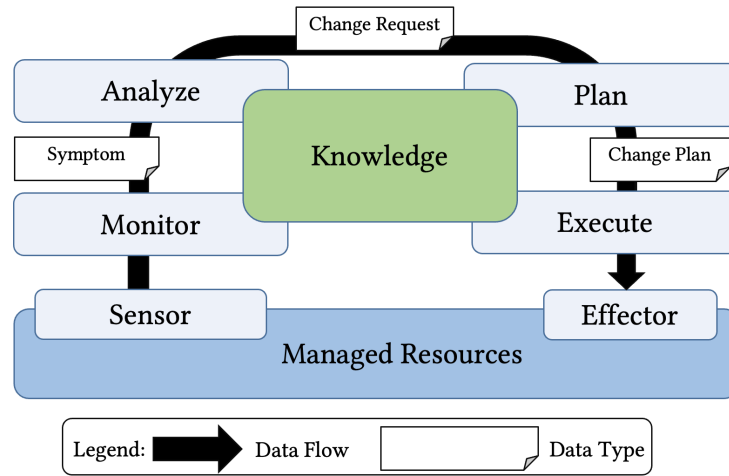 Change Request
Analyze
Plan
Symptom
Knowledge
Change Plan
Monitor
Execute
Sensor
Effector
Managed Resources
Legend: Data Flow Data Type